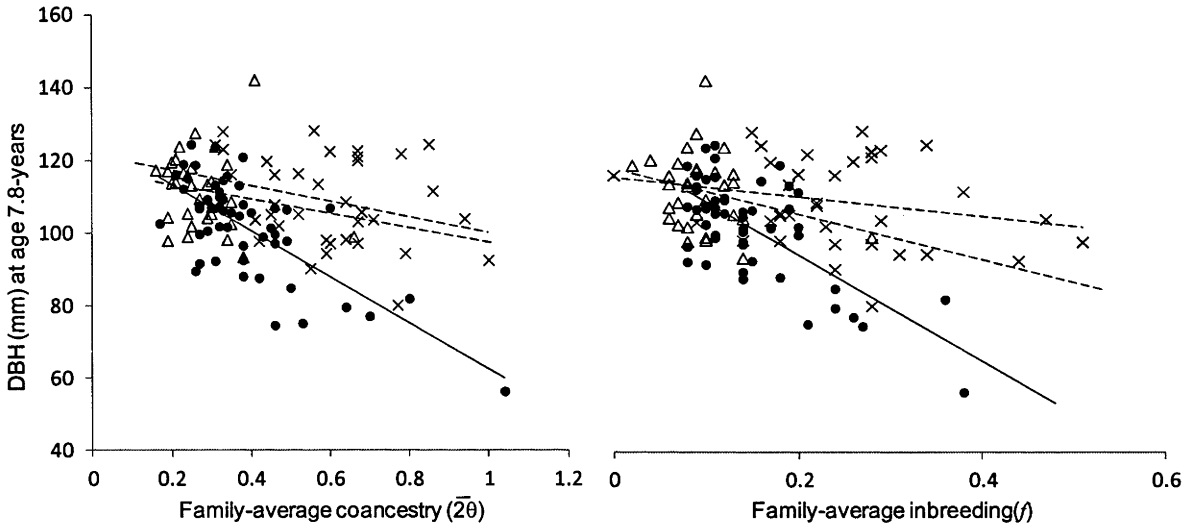 160
140
120
100
80
60
40
DBH (mm) at age 7.8-years
0 0.2 0.4 0.6 0.8 1 1.2
Family-average coancestry (2θ̅)
0 0.2 0.4 0.6
Family-average inbreeding(f)